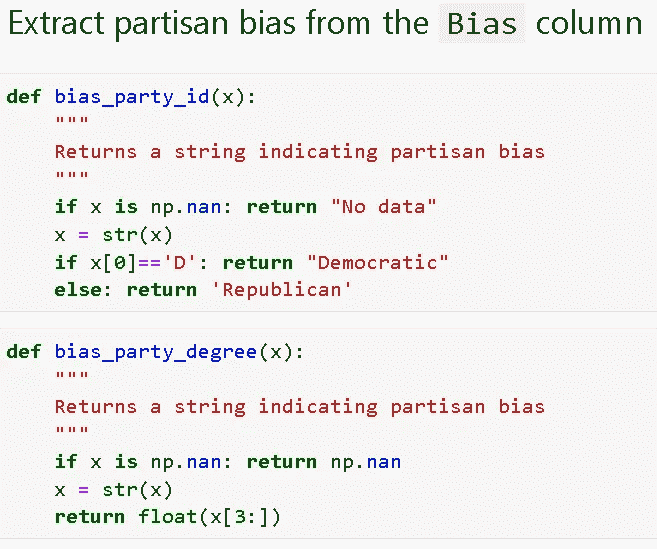 Extract partisan bias from the Bias column
def bias_party_id(x):
    """
    Returns a string indicating partisan bias
    """
    if x is np.nan: return "No data"
    x = str(x)
    if x[0]=='D': return "Democratic"
    else: return 'Republican'
def bias_party_degree(x):
    """
    Returns a string indicating partisan bias
    """
    if x is np.nan: return np.nan
    x = str(x)
    return float(x[3:])